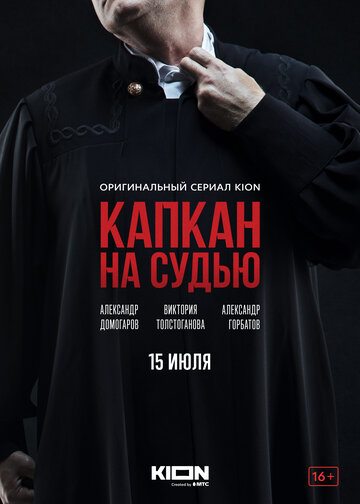 ОРИГИНАЛЬНЫЙ СЕРИАЛ KION
КАПКАН
НА СУДЬЮ
АЛЕКСАНДР ДОМОГАРОВ
ВИКТОРИЯ ТОЛСТОГАНОВА
АЛЕКСАНДР ГОРБАТОВ
15 ИЮЛЯ
KION
Created by МТС
16+